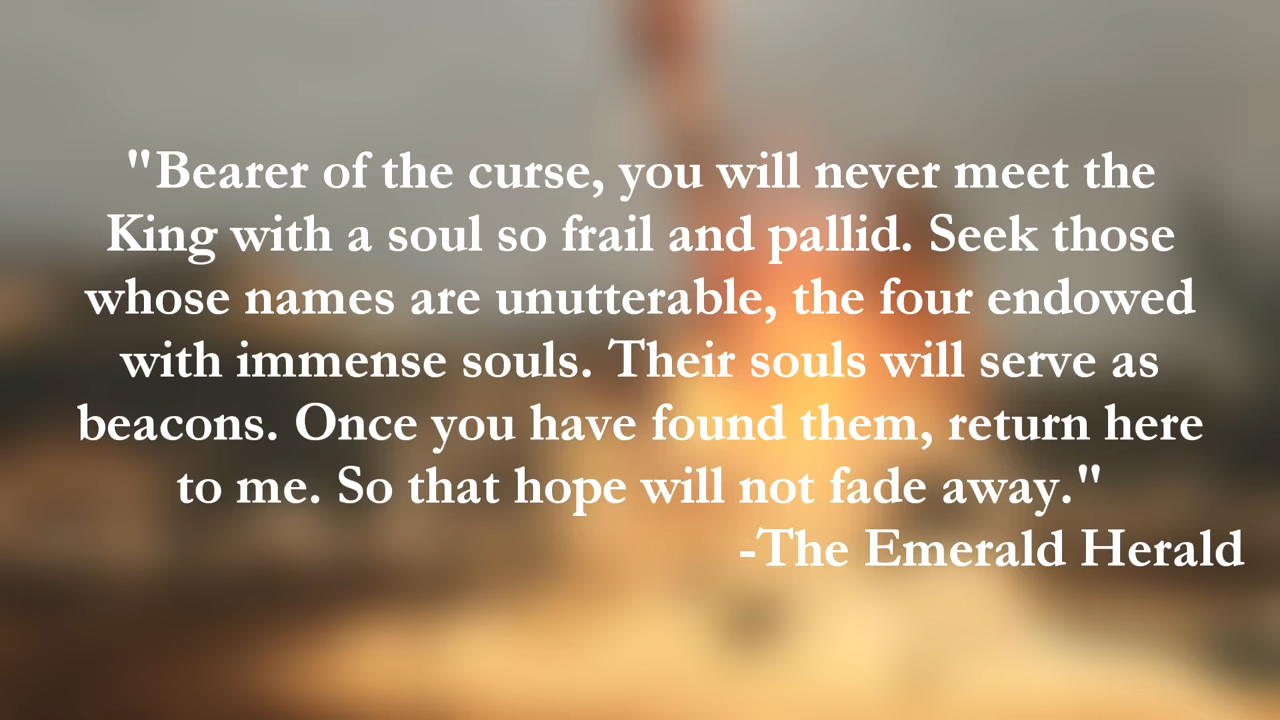 "Bearer of the curse, you will never meet the
King with a soul so frail and pallid. Seek those
whose names are unutterable, the four endowed
with immense souls. Their souls will serve as
beacons. Once you have found them, return here
to me. So that hope will not fade away."
-The Emerald Herald